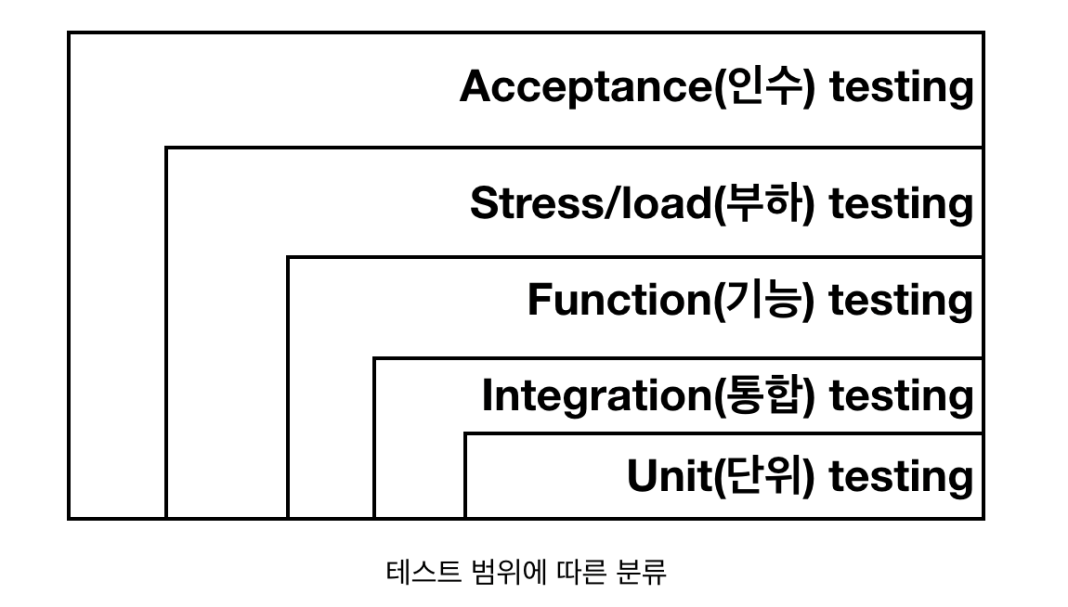 Acceptance(인수) testing
Stress/load(부하) testing
Function(기능) testing
Integration(통합) testing
Unit(단위) testing
테스트 범위에 따른 분류